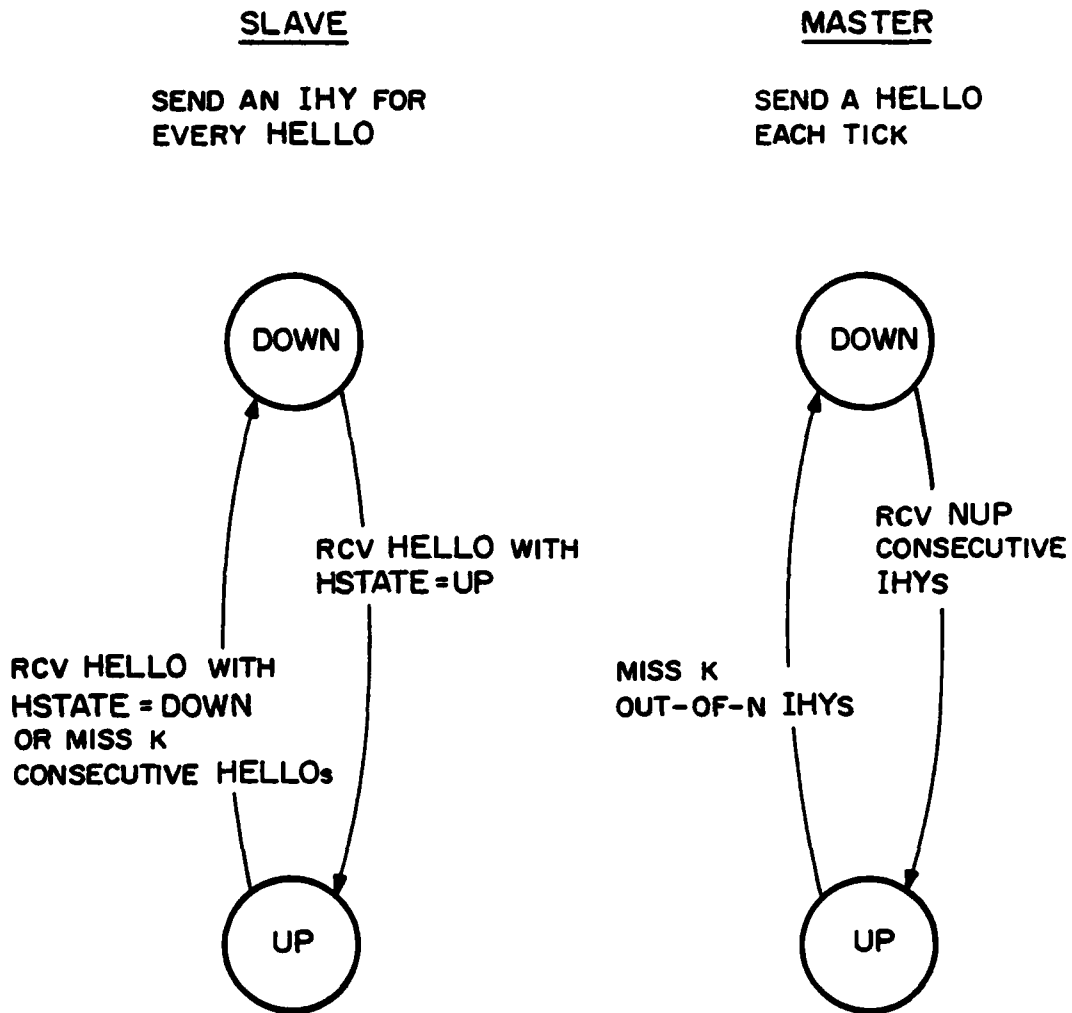 SLAVE
SEND AN IHY FOR
EVERY HELLO
DOWN
RCV HELLO WITH
HSTATE = UP
RCV HELLO WITH
HSTATE = DOWN
OR MISS K
CONSECUTIVE HELLOs
UP
MASTER
SEND A HELLO
EACH TICK
DOWN
RCV NUP
CONSECUTIVE
IHYS
MISS K
OUT-OF-N IHYS
UP